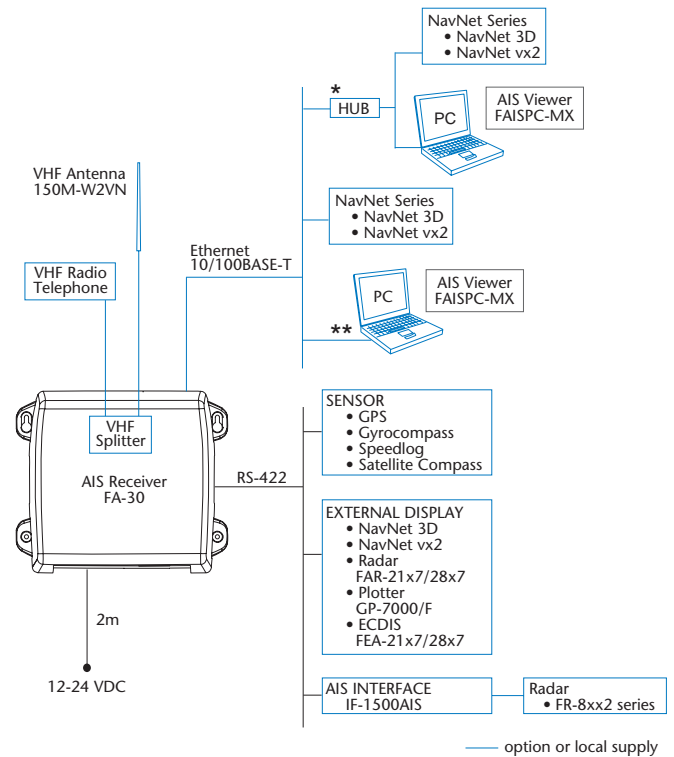 NavNet Series
• NavNet 3D
• NavNet vx2
*
HUB
PC
AIS Viewer
FAISPC-MX
VHF Antenna
150M-W2VN
NavNet Series
• NavNet 3D
• NavNet vx2
Ethernet
10/100BASE-T
VHF Radio
Telephone
PC
AIS Viewer
FAISPC-MX
**
VHF
Splitter
AIS Receiver
FA-30
RS-422
SENSOR
• GPS
• Gyrocompass
• Speedlog
• Satellite Compass
EXTERNAL DISPLAY
• NavNet 3D
• NavNet vx2
• Radar
FAR-21x7/28x7
• Plotter
GP-7000/F
• ECDIS
FEA-21x7/28x7
2m
12-24 VDC
AIS INTERFACE
IF-1500AIS
Radar
• FR-8xx2 series
option or local supply